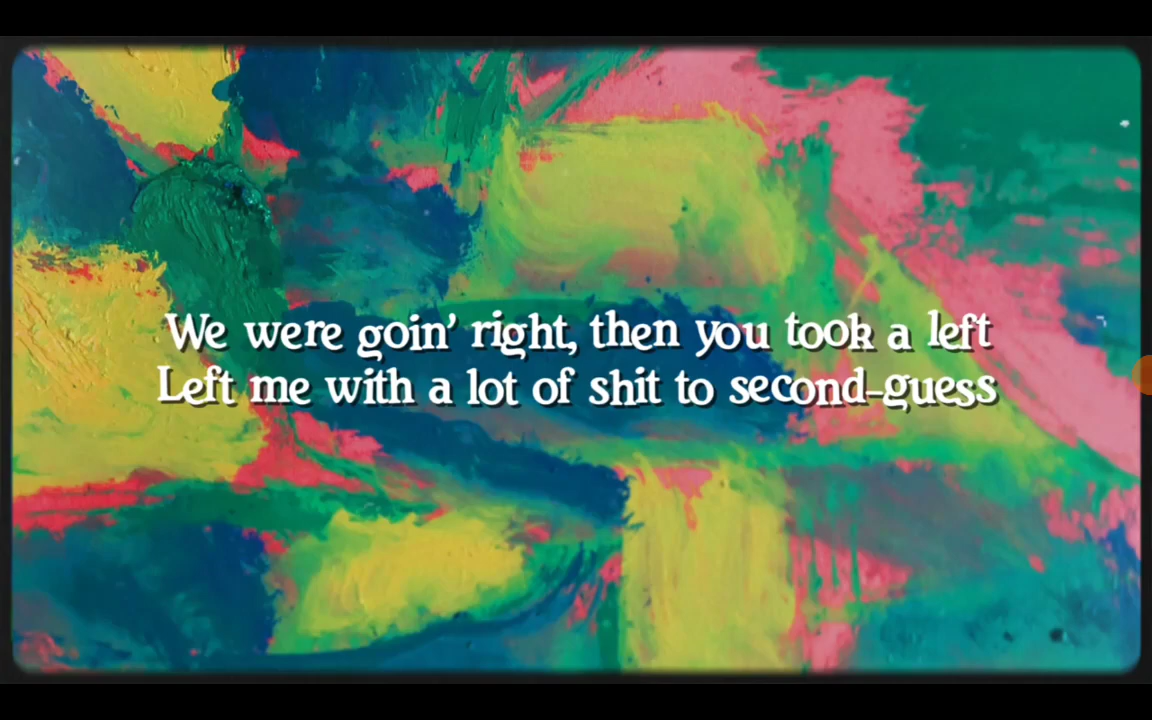 We were goin' right, then you took a left
Left me with a lot of shit to second-guess